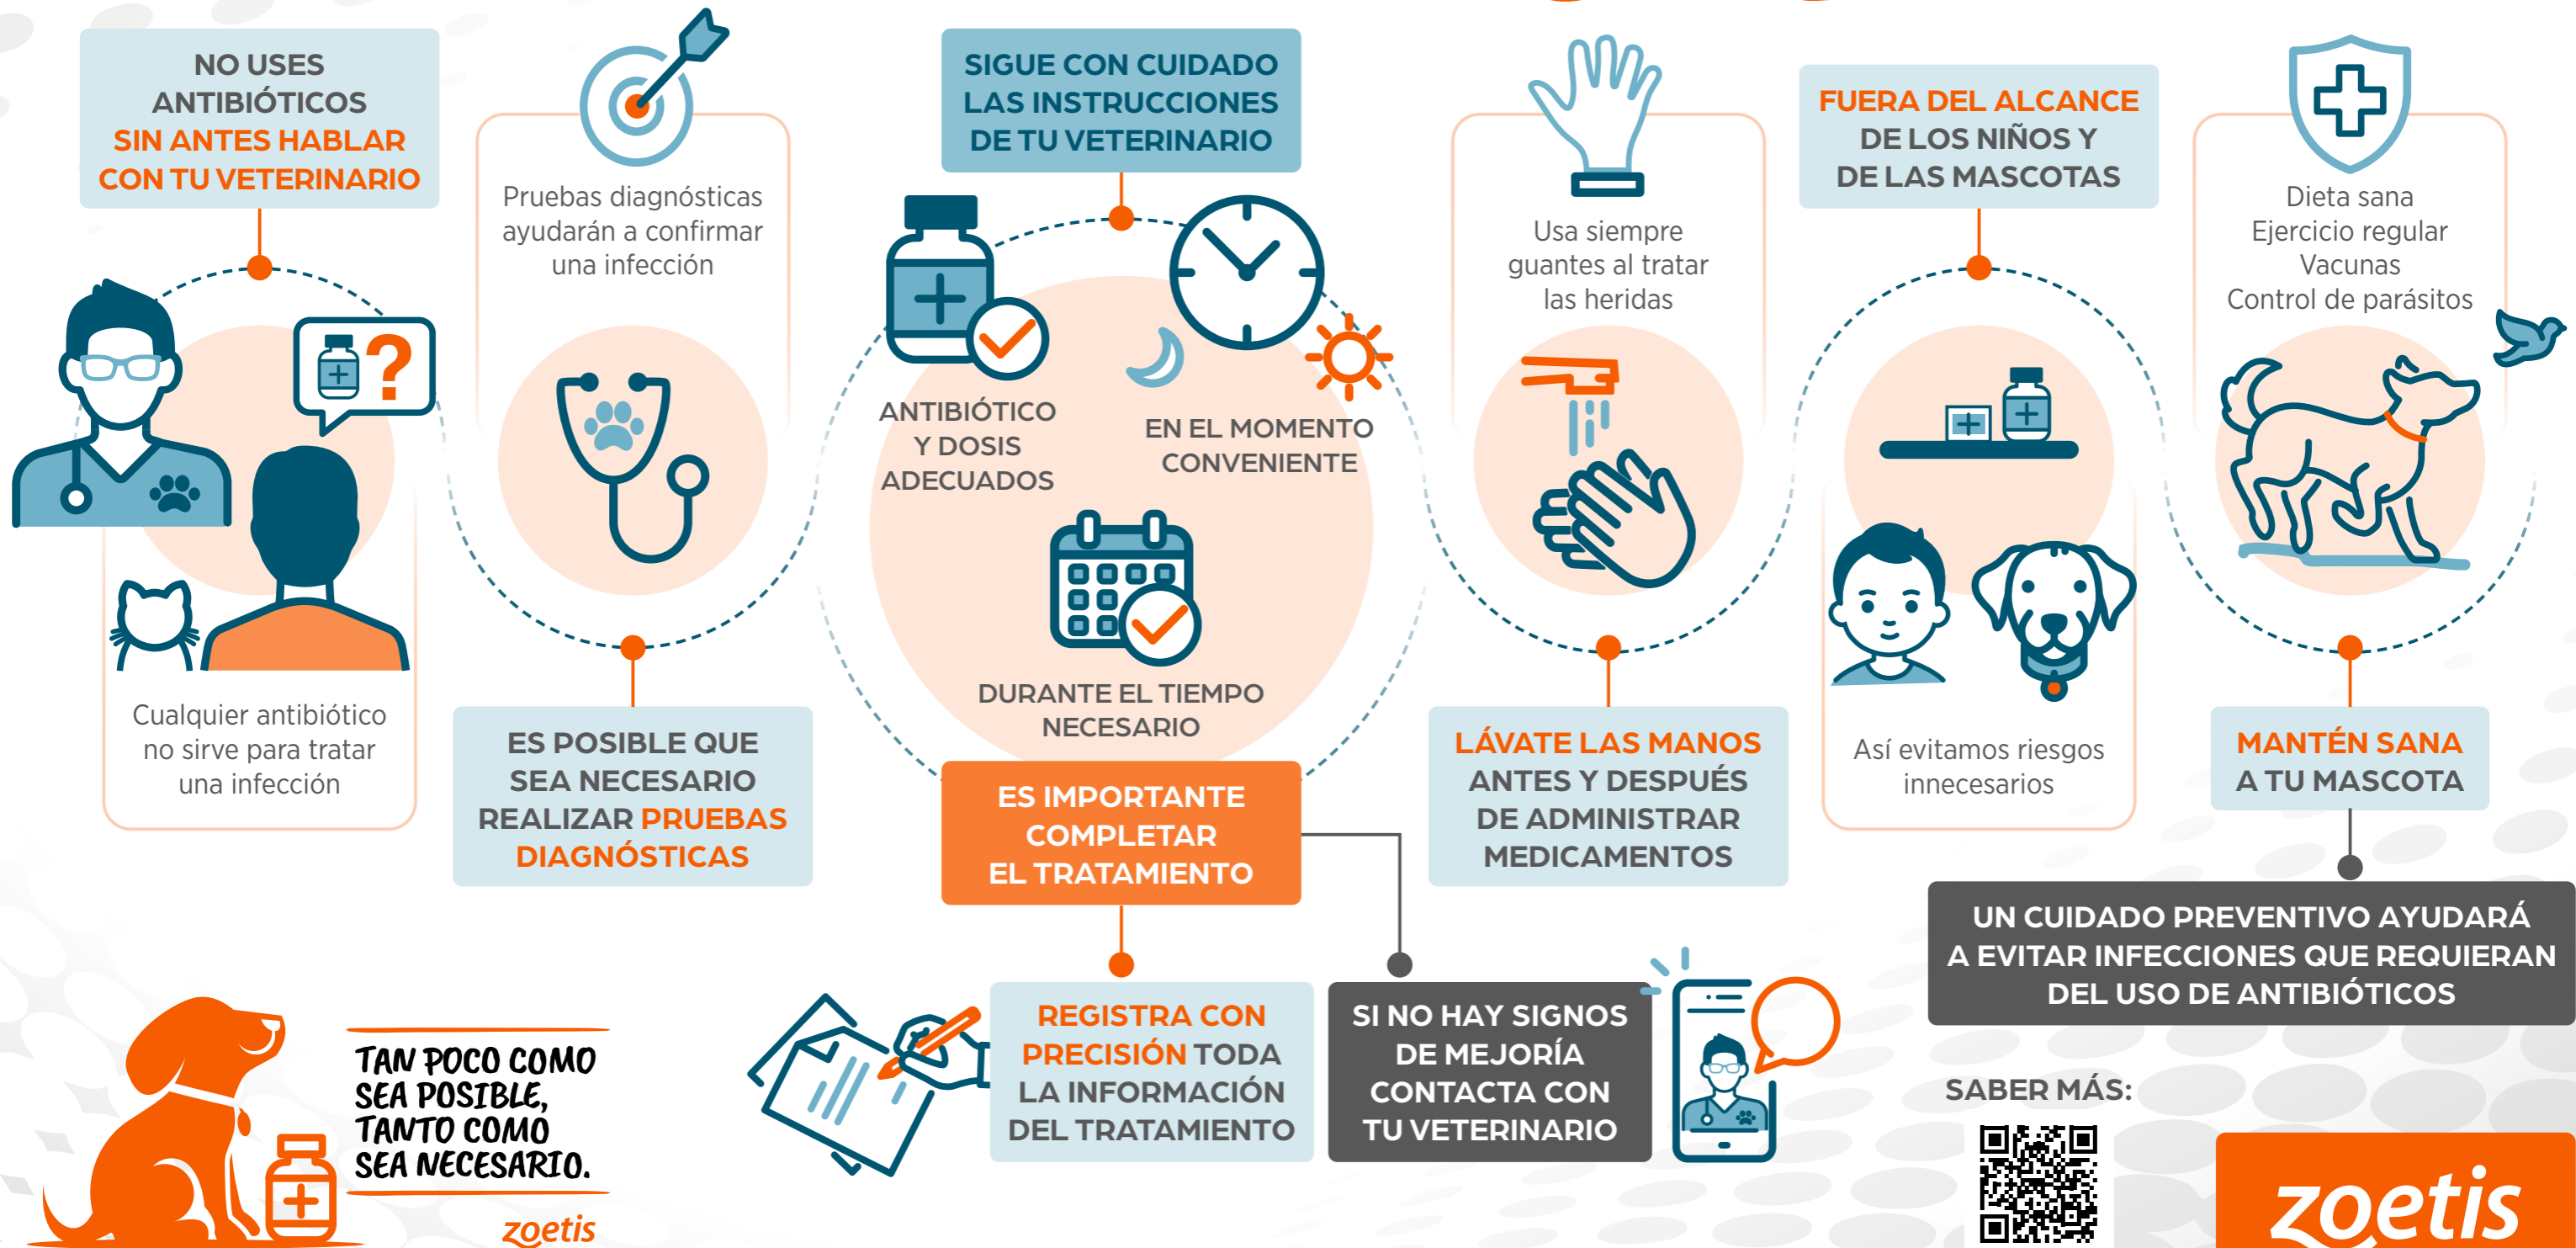 NO USES
ANTIBIÓTICOS
SIN ANTES HABLAR
CON TU VETERINARIO
Cualquier antibiótico
no sirve para tratar
una infección
Pruebas diagnósticas
ayudarán a confirmar
una infección
ES POSIBLE QUE
SEA NECESARIO
REALIZAR PRUEBAS
DIAGNÓSTICAS
SIGUE CON CUIDADO
LAS INSTRUCCIONES
DE TU VETERINARIO
ANTIBIÓTICO
Y DOSIS
ADECUADOS
EN EL MOMENTO
CONVENIENTE
DURANTE EL TIEMPO
NECESARIO
ES IMPORTANTE
COMPLETAR
EL TRATAMIENTO
REGISTRA CON
PRECISIÓN TODA
LA INFORMACIÓN
DEL TRATAMIENTO
SI NO HAY SIGNOS
DE MEJORÍA
CONTACTA CON
TU VETERINARIO
Usa siempre
guantes al tratar
las heridas
LÁVATE LAS MANOS
ANTES Y DESPUÉS
DE ADMINISTRAR
MEDICAMENTOS
FUERA DEL ALCANCE
DE LOS NIÑOS Y
DE LAS MASCOTAS
Así evitamos riesgos
innecesarios
Dieta sana
Ejercicio regular
Vacunas
Control de parásitos
MANTÉN SANA
A TU MASCOTA
UN CUIDADO PREVENTIVO AYUDARÁ
A EVITAR INFECCIONES QUE REQUIERAN
DEL USO DE ANTIBIÓTICOS
TAN POCO COMO
SEA POSIBLE,
TANTO COMO
SEA NECESARIO.
zoetis
SABER MÁS:
zoetis